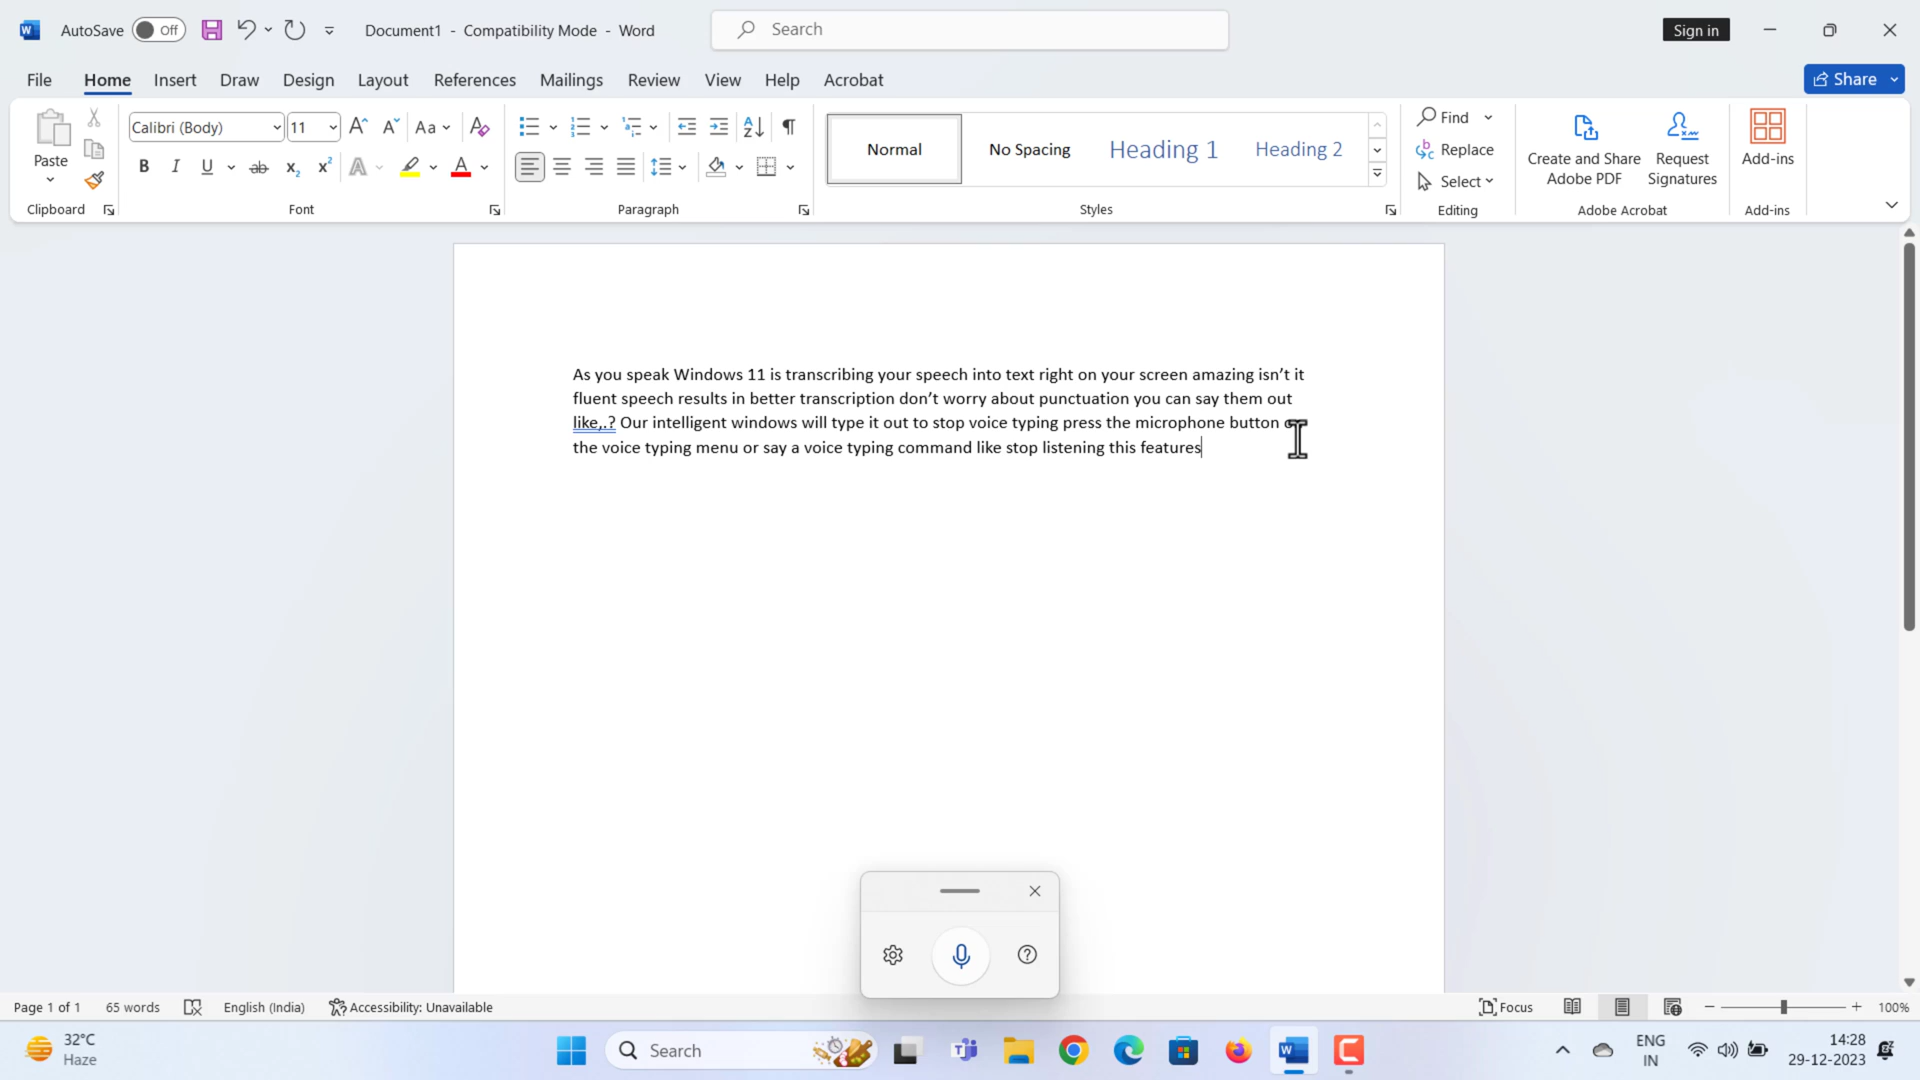 AutoSave Off Document1 - Compatibility Mode - Word Search Sign in
File Home Insert Draw Design Layout References Mailings Review View Help Acrobat Share
Paste
Clipboard
Calibri (Body) 11
Font
Paragraph
Normal No Spacing Heading 1 Heading 2
Styles
Find
Replace
Select
Editing
Create and Share
Adobe PDF
Request
Signatures
Adobe Acrobat
Add-ins
Add-ins
As you speak Windows 11 is transcribing your speech into text right on your screen amazing isn’t it
fluent speech results in better transcription don’t worry about punctuation you can say them out
like,.? Our intelligent windows will type it out to stop voice typing press the microphone button
the voice typing menu or say a voice typing command like stop listening this features
Page 1 of 1 65 words English (India) Accessibility: Unavailable Focus 100%
32°C
Haze
Search
ENG
IN
14:28
29-12-2023